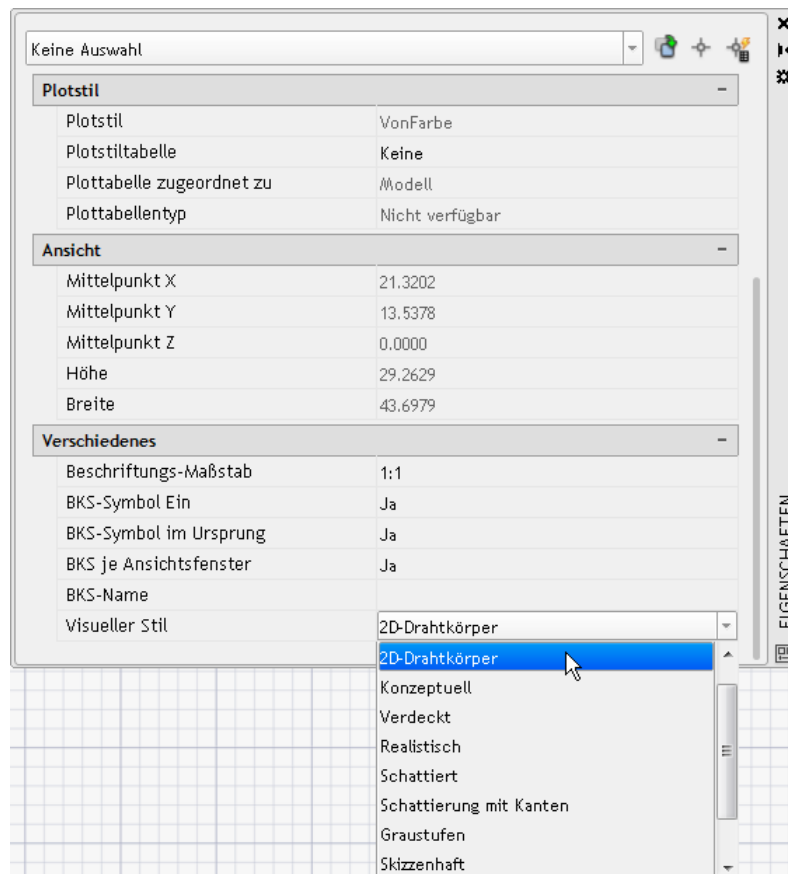 Keine Auswahl
Plotstil
Plotstil VonFarbe
Plotstiltabelle Keine
Plottabelle zugeordnet zu Modell
Plottabellentyp Nicht verfügbar
Ansicht
Mittelpunkt X 21.3202
Mittelpunkt Y 13.5378
Mittelpunkt Z 0.0000
Höhe 29.2629
Breite 43.6979
Verschiedenes
Beschriftungs-Maßstab 1:1
BKS-Symbol Ein Ja
BKS-Symbol im Ursprung Ja
BKS je Ansichtsfenster Ja
BKS-Name
Visueller Stil 2D-Drahtkörper
2D-Drahtkörper
Konzeptuell
Verdeckt
Realistisch
Schattiert
Schattierung mit Kanten
Graustufen
Skizzenhaft
EIGENSCHAFTEN